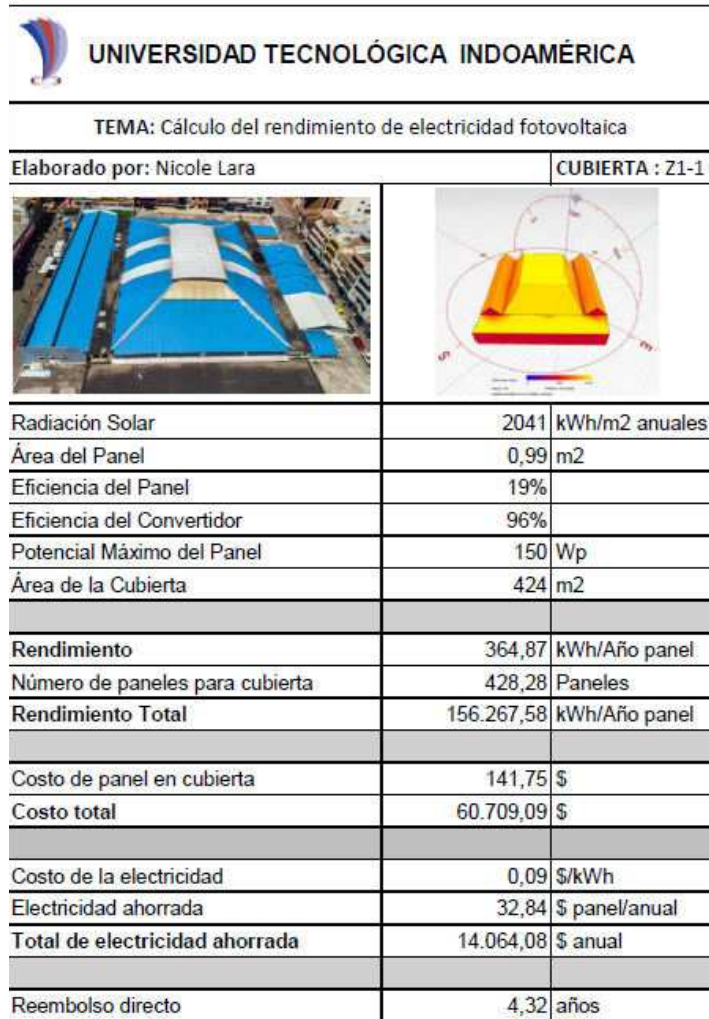 UNIVERSIDAD TECNOLÓGICA INDOAMÉRICA
TEMA: Cálculo del rendimiento de electricidad fotovoltaica
Elaborado por: Nicole Lara CUBIERTA : Z1-1
Radiación Solar 2041 kWh/m2 anuales
Área del Panel 0,99 m2
Eficiencia del Panel 19%
Eficiencia del Convertidor 96%
Potencial Máximo del Panel 150 Wp
Área de la Cubierta 424 m2
Rendimiento 364,87 kWh/Año panel
Número de paneles para cubierta 428,28 Paneles
Rendimiento Total 156.267,58 kWh/Año panel
Costo de panel en cubierta 141,75 $
Costo total 60.709,09 $
Costo de la electricidad 0,09 $/kWh
Electricidad ahorrada 32,84 $ panel/anual
Total de electricidad ahorrada 14.064,08 $ anual
Reembolso directo 4,32 años